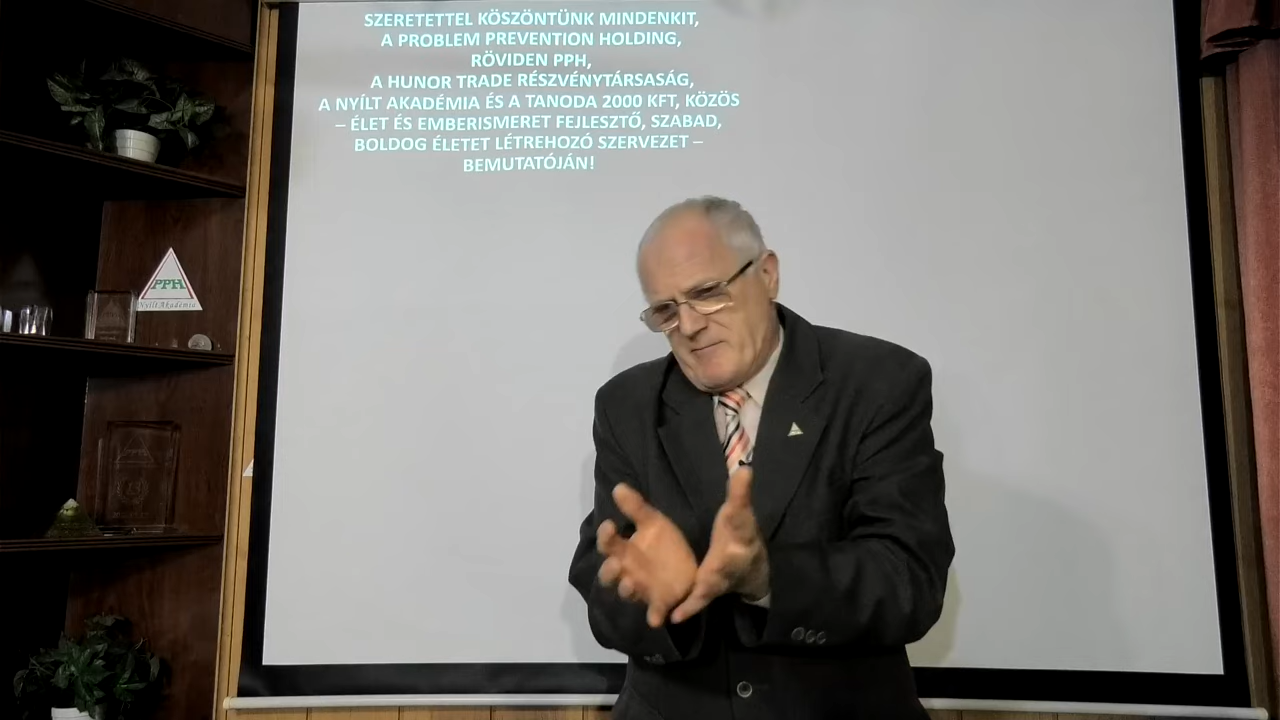 SZERETETTEL KÖSZÖNTÜNK MINDENKIT,
A PROBLEM PREVENTION HOLDING,
RÖVIDEN PPH,
A HUNOR TRADE RÉSZVÉNYTÁRSASÁG,
A NYÍLT AKADÉMIA ÉS A TANODA 2000 KFT, KÖZÖS
– ÉLET ÉS EMBERISMERET FEJLESZTŐ, SZABAD,
BOLDOG ÉLETET LÉTREHOZÓ SZERVEZET –
BEMUTATÓJÁN!
PPH
Nyílt Akadémia
PPH